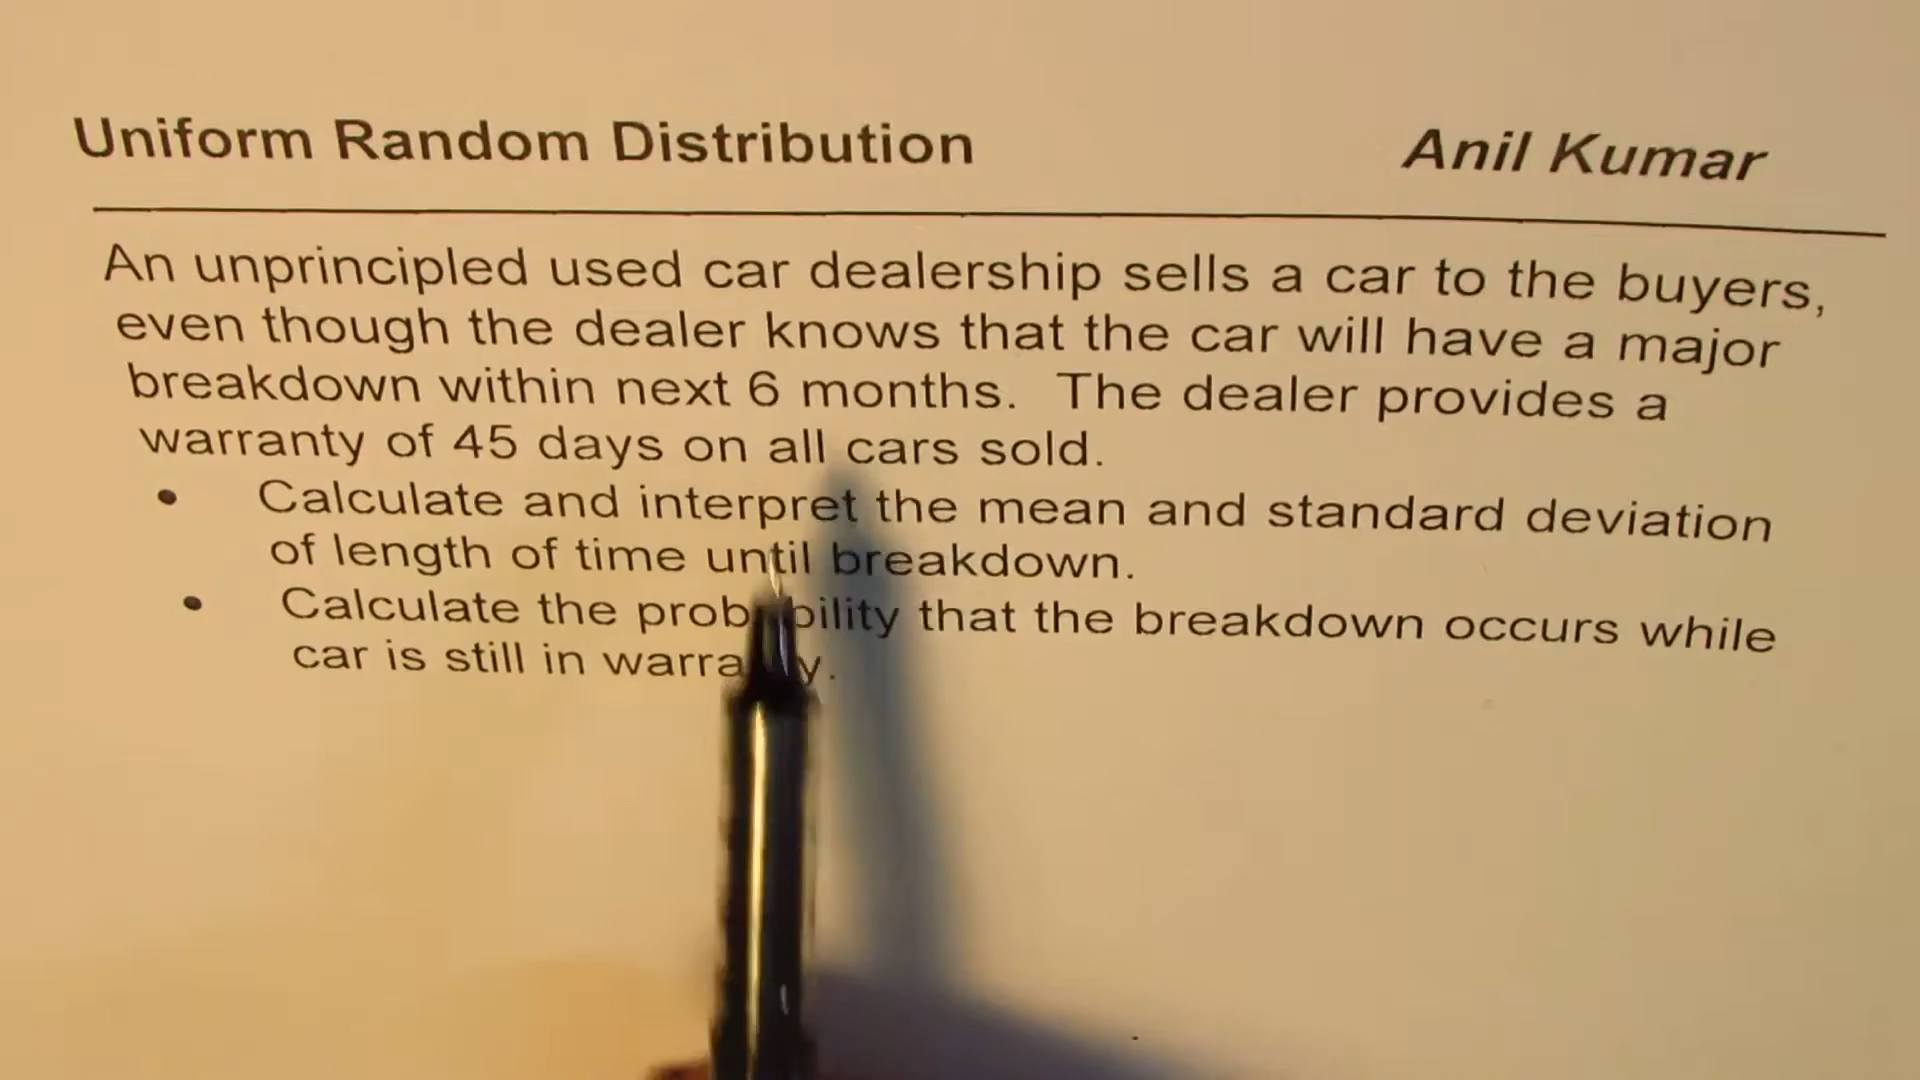 Uniform Random Distribution Anil Kumar
An unprincipled used car dealership sells a car to the buyers,
even though the dealer knows that the car will have a major
breakdown within next 6 months. The dealer provides a
warranty of 45 days on all cars sold.
• Calculate and interpret the mean and standard deviation
of length of time until breakdown.
• Calculate the probability that the breakdown occurs while
car is still in warranty.